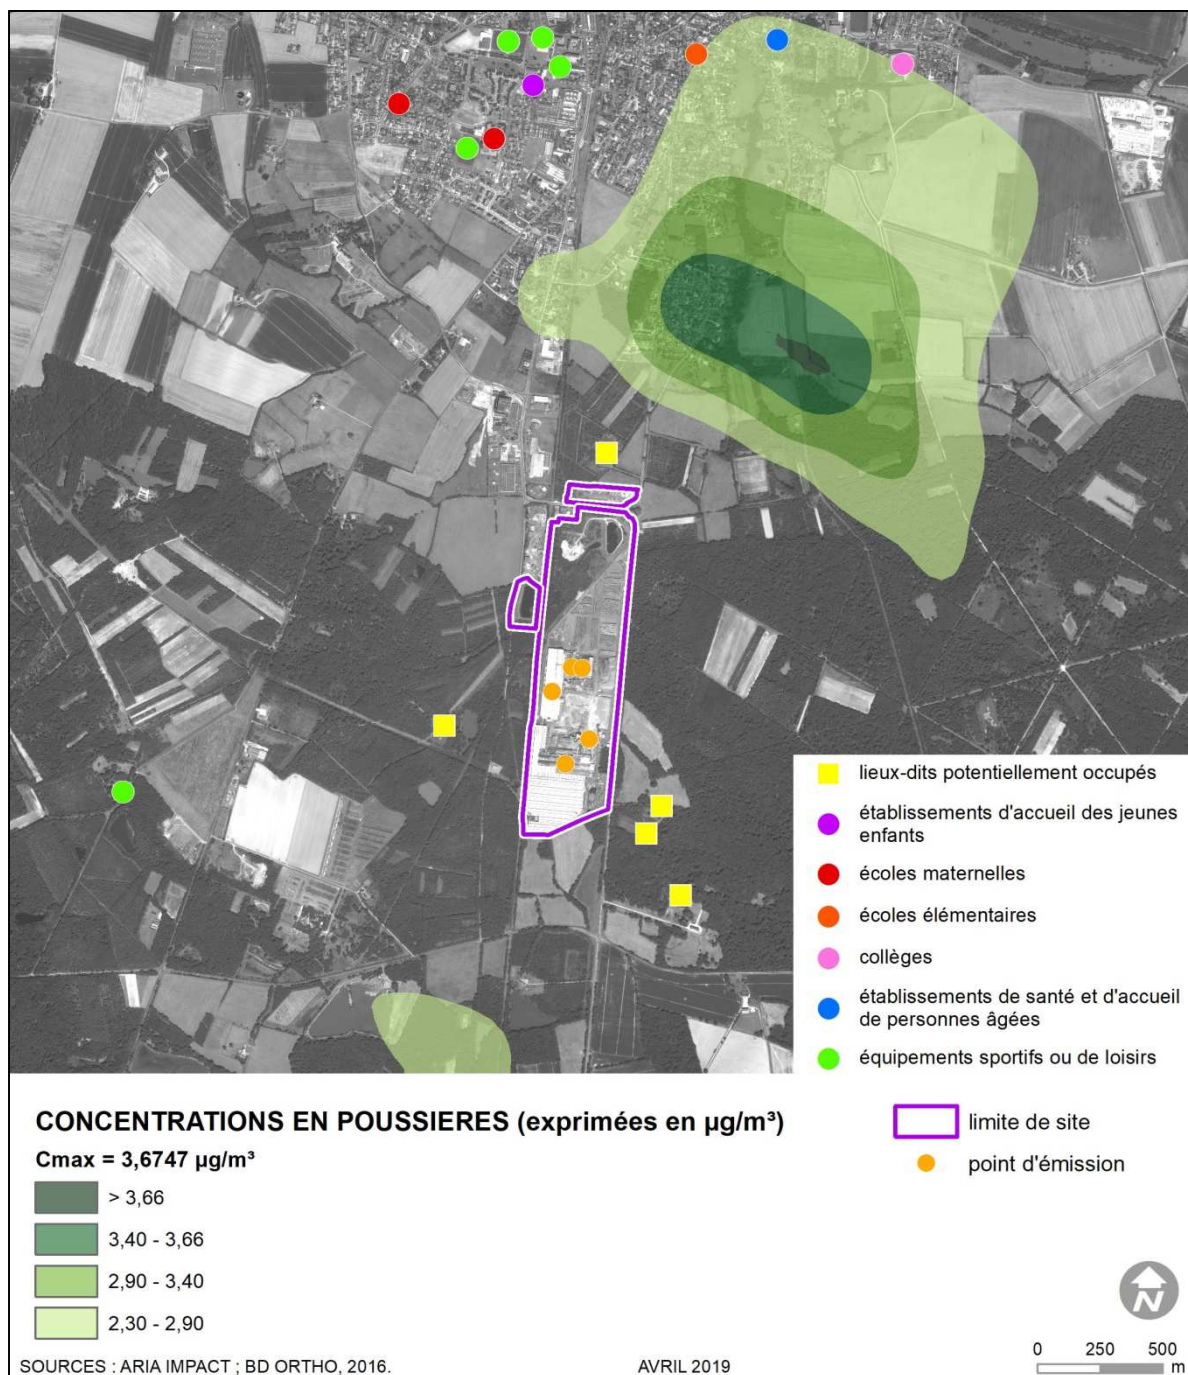 lieux-dits potentiellement occupés
établissements d'accueil des jeunes
enfants
écoles maternelles
écoles élémentaires
collèges
établissements de santé et d'accueil
de personnes âgées
équipements sportifs ou de loisirs
CONCENTRATIONS EN POUSSIERES (exprimées en µg/m³)
Cmax = 3,6747 µg/m³
> 3,66
3,40 - 3,66
2,90 - 3,40
2,30 - 2,90
limite de site
point d'émission
N
0 250 500
m
SOURCES : ARIA IMPACT ; BD ORTHO, 2016.
AVRIL 2019